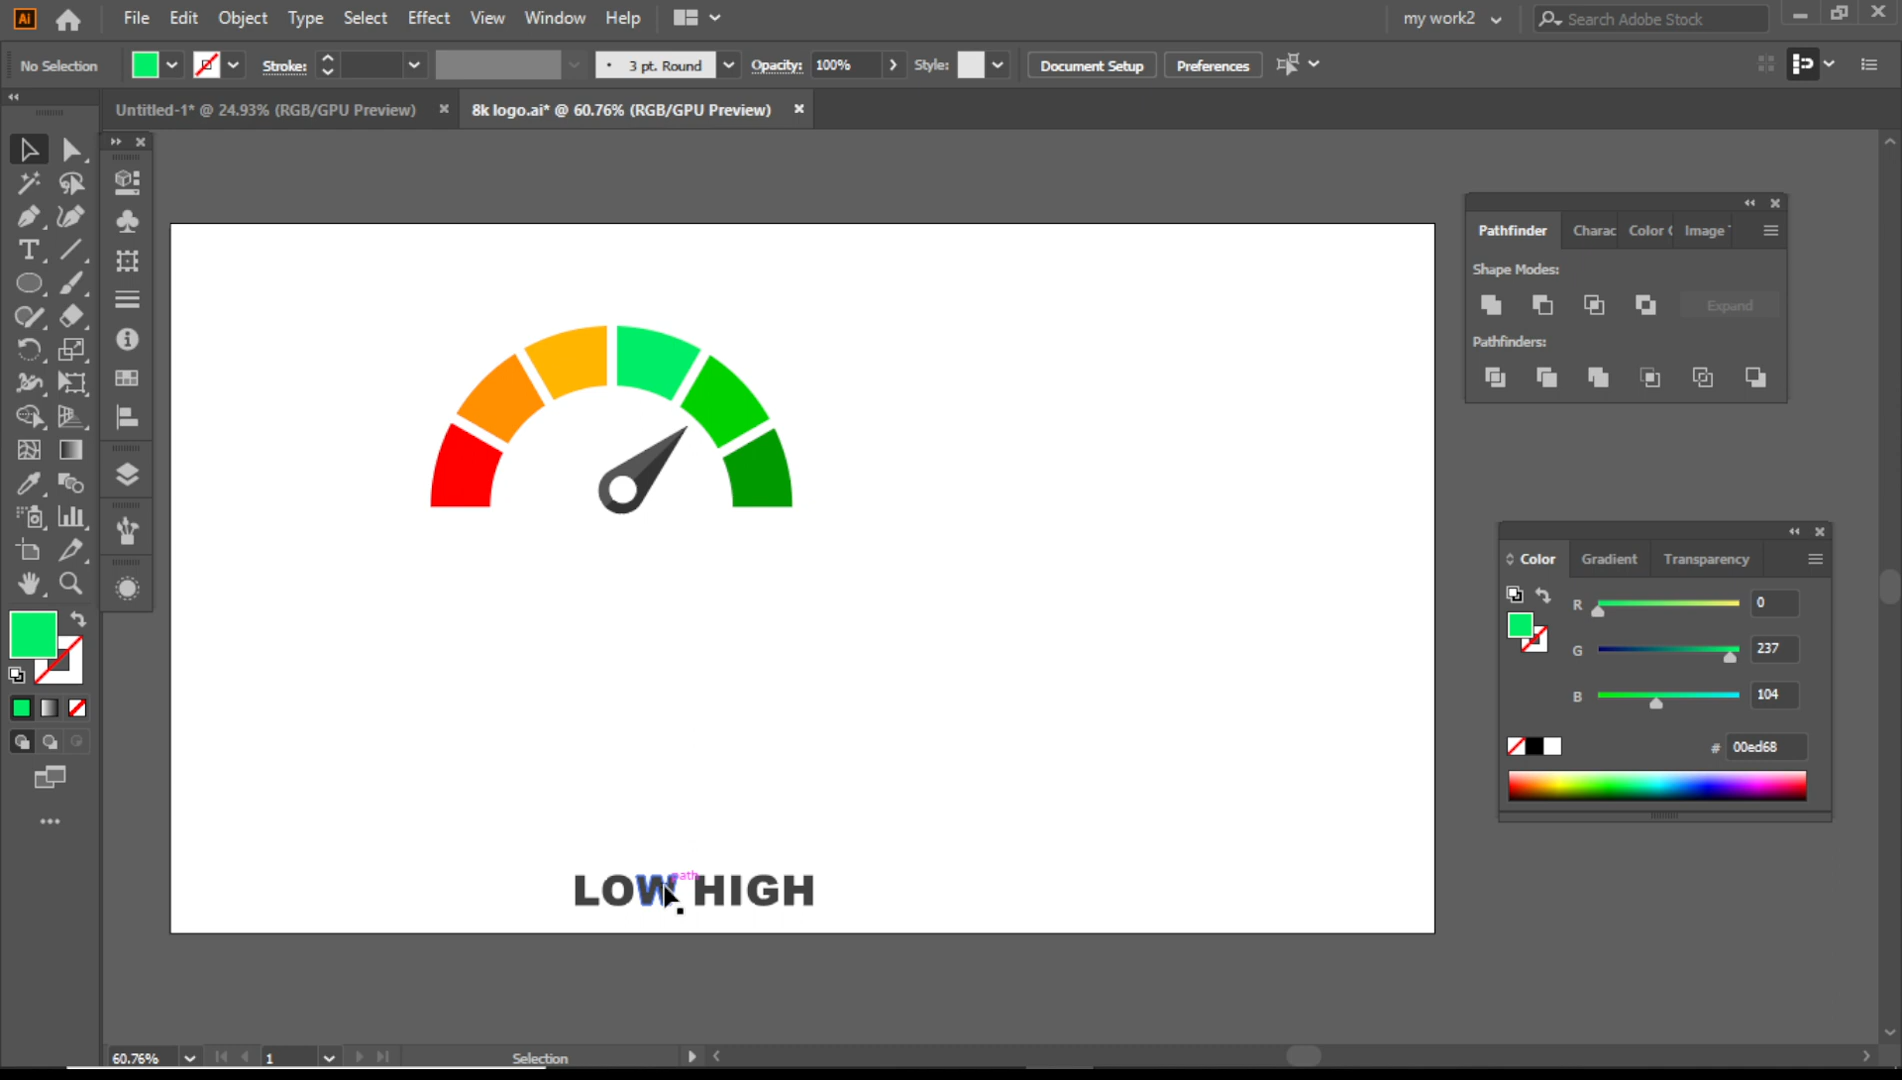 Ai File Edit Object Type Select Effect View Window Help my work2 Search Adobe Stock
No Selection Stroke: 3 pt. Round Opacity: 100% Style: Document Setup Preferences
Untitled-1* @ 24.93% (RGB/GPU Preview) 8k logo.ai* @ 60.76% (RGB/GPU Preview)
Pathfinder Charac Color Image
Shape Modes:
Expand
Pathfinders:
Color Gradient Transparency
R 0
G 237
B 104
# 00ed68
path
LOW HIGH
60.76% 1 Selection